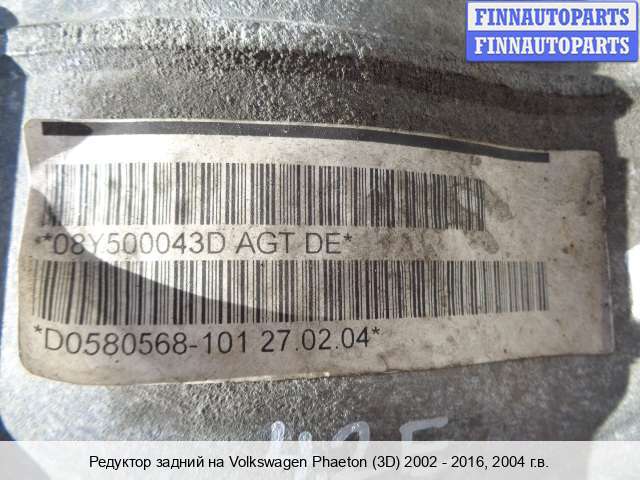 FINNAUTOPARTS
FINNAUTOPARTS
*08Y500043D AGT DE*
*D0580568-101 27.02.04*
Редуктор задний на Volkswagen Phaeton (3D) 2002 - 2016, 2004 г.в.